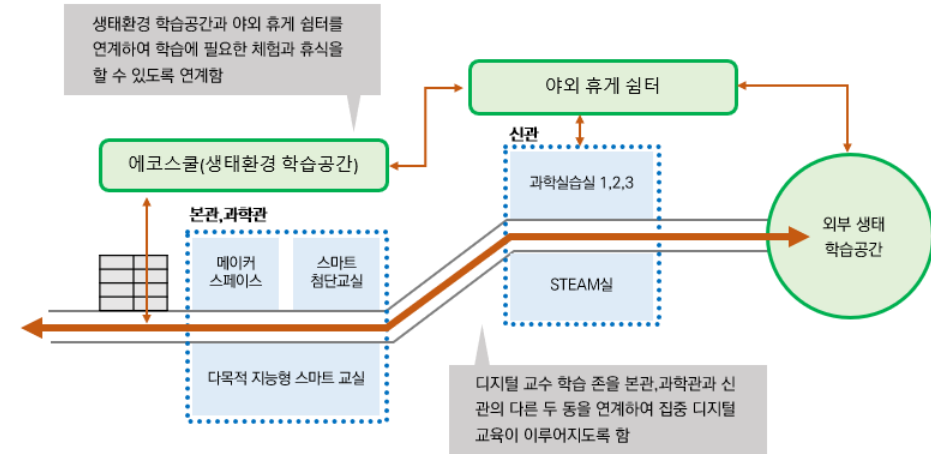 생태환경 학습공간과 야외 휴게 쉼터를
연계하여 학습에 필요한 체험과 휴식을
할 수 있도록 연계함
야외 휴게 쉼터
에코스쿨(생태환경 학습공간)
신관
과학실습실 1,2,3
본관,과학관
메이커
스페이스
스마트
첨단교실
외부 생태
학습공간
STEAM실
다목적 지능형 스마트 교실
디지털 교수 학습 존을 본관,과학관과 신
관의 다른 두 동을 연계하여 집중 디지털
교육이 이루어지도록 함